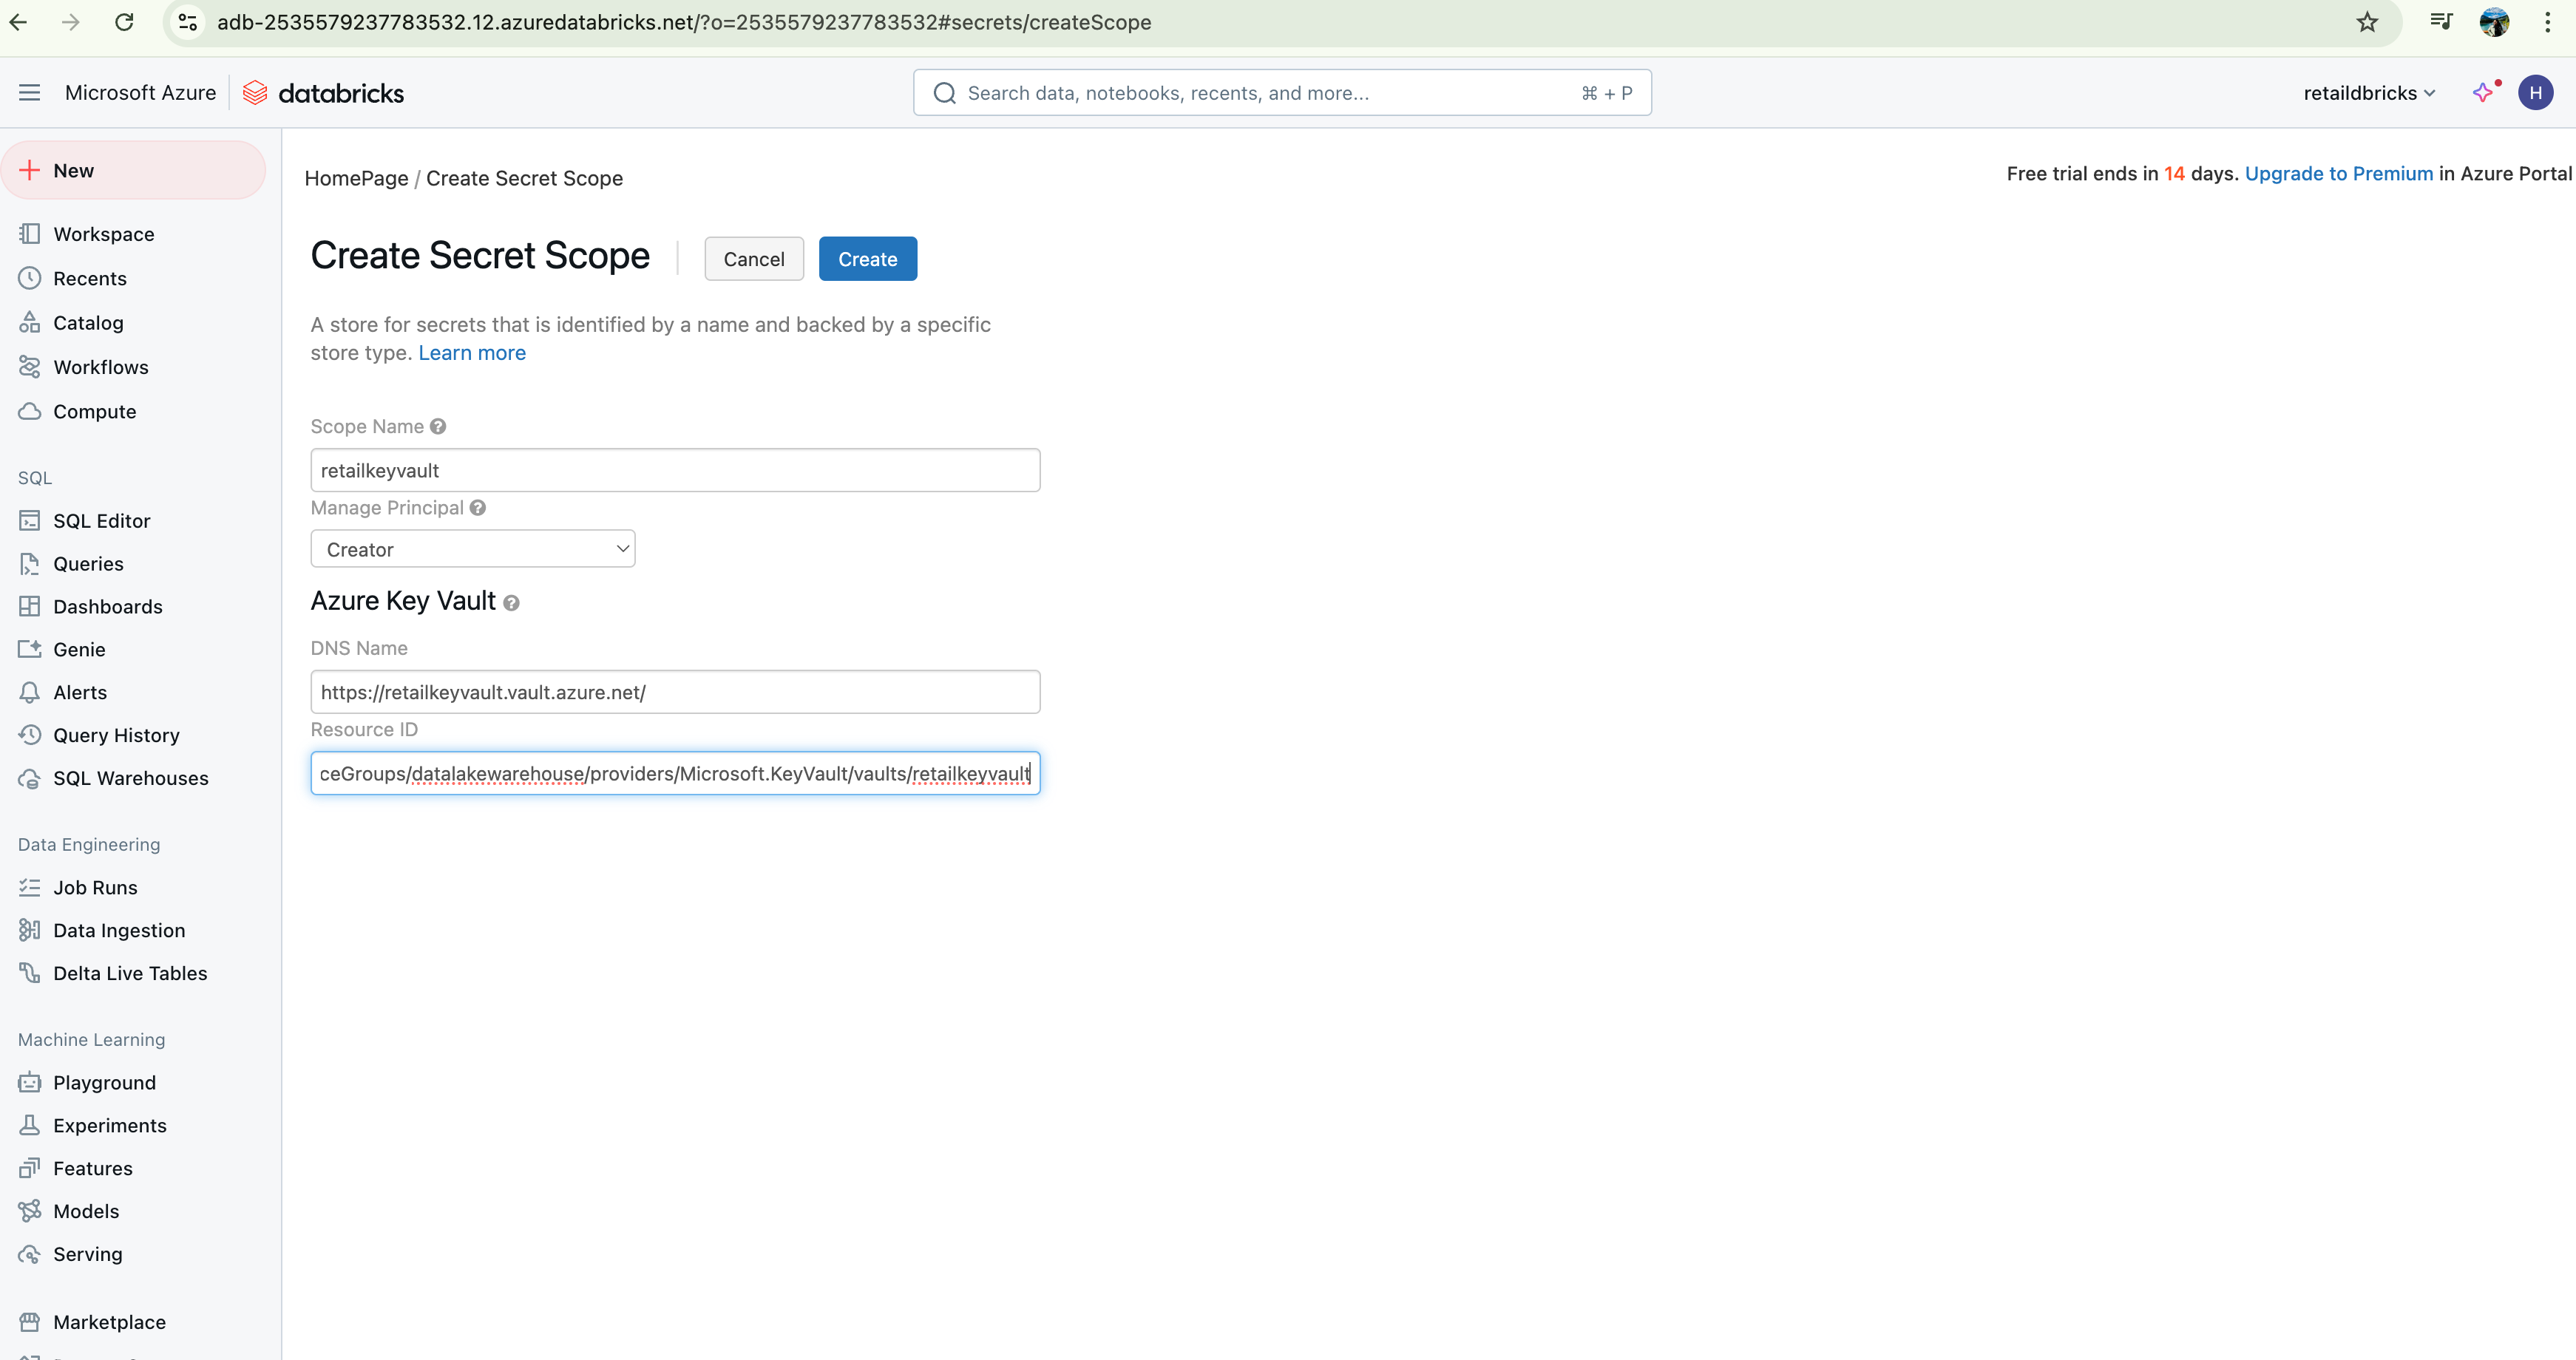 adb-2535579237783532.12.azuredatabricks.net/?o=2535579237783532#secrets/createScope
Microsoft Azure databricks Search data, notebooks, recents, and more... ⌘ + P retaildbricks H
New
Workspace
Recents
Catalog
Workflows
Compute
SQL
SQL Editor
Queries
Dashboards
Genie
Alerts
Query History
SQL Warehouses
Data Engineering
Job Runs
Data Ingestion
Delta Live Tables
Machine Learning
Playground
Experiments
Features
Models
Serving
Marketplace
HomePage / Create Secret Scope
Free trial ends in 14 days. Upgrade to Premium in Azure Portal
Create Secret Scope Cancel Create
A store for secrets that is identified by a name and backed by a specific
store type. Learn more
Scope Name
retailkeyvault
Manage Principal
Creator
Azure Key Vault
DNS Name
https://retailkeyvault.vault.azure.net/
Resource ID
ceGroups/datalakewarehouse/providers/Microsoft.KeyVault/vaults/retailkeyvault